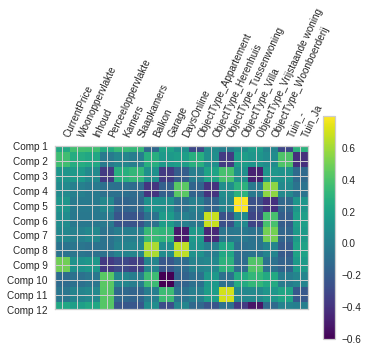 CurrentPrice
Woonoppervlakte
Inhoud
Perceeloppervlakte
Kamers
Slaapkamers
Balkon
Garage
DaysOnline
ObjectType_Appartement
ObjectType_Herenhuis
ObjectType_Tussenwoning
ObjectType_Villa
ObjectType_Vrijstaande woning
ObjectType_Woonboerderij
Tuin_-
Tuin_Ja
Comp 1
Comp 2
Comp 3
Comp 4
Comp 5
Comp 6
Comp 7
Comp 8
Comp 9
Comp 10
Comp 11
Comp 12
0.6
0.4
0.2
0.0
−0.2
−0.4
−0.6